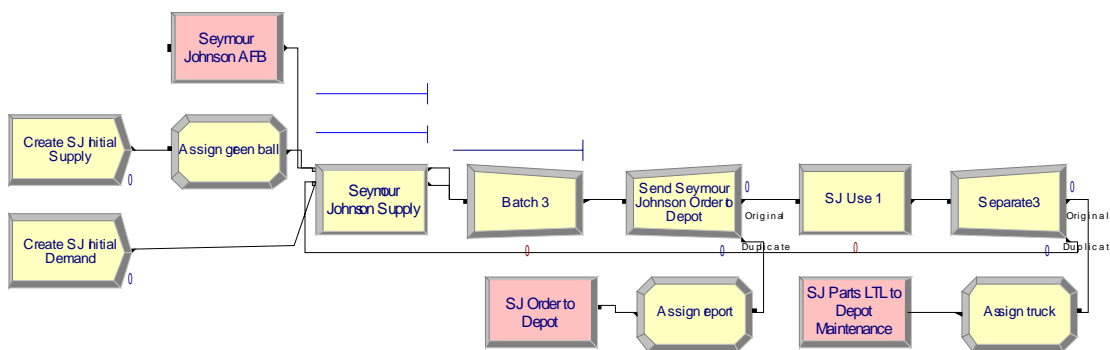 Seymour
Johnson AFB
Create SJ Initial
Supply
0
Assign green ball
Create SJ Initial
Demand
0
Seymour
Johnson Supply
Batch 3
0
Send Seymour
Johnson Order to
Depot
0
Original
Duplicate
0
SJ Use 1
0
Separate3
0
Original
Duplicat
0
SJ Order to
Depot
Assign report
SJ Parts LTL to
Depot
Maintenance
Assign truck